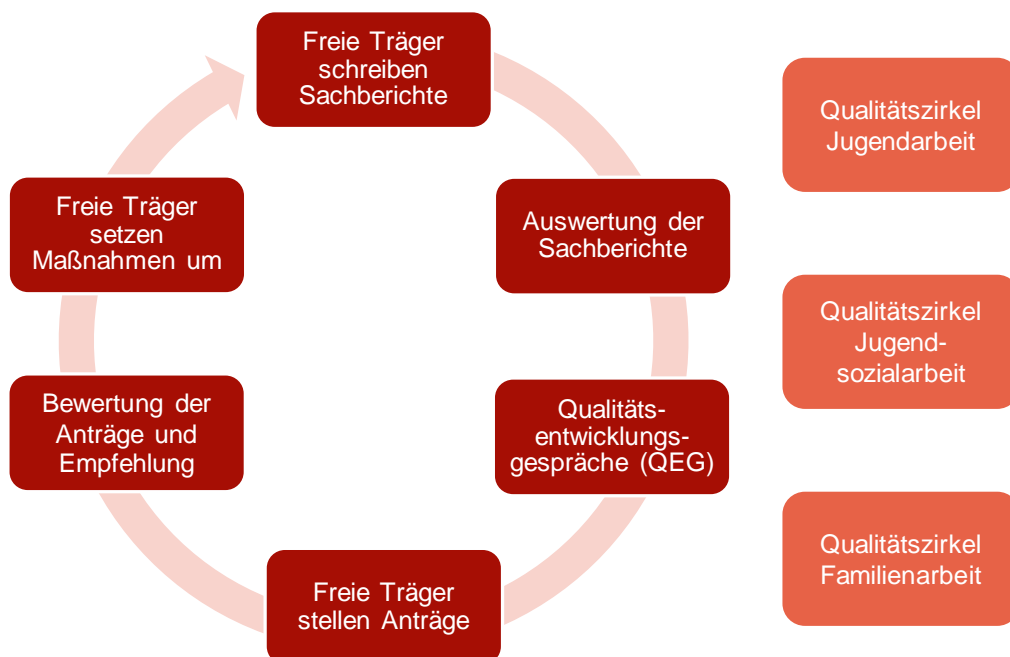 Freie Träger
schreiben
Sachberichte
Auswertung der
Sachberichte
Qualitäts-
entwicklungs-
gespräche (QEG)
Freie Träger
stellen Anträge
Bewertung der
Anträge und
Empfehlung
Freie Träger
setzen
Maßnahmen um
Qualitätszirkel
Jugendarbeit
Qualitätszirkel
Jugend-
sozialarbeit
Qualitätszirkel
Familienarbeit